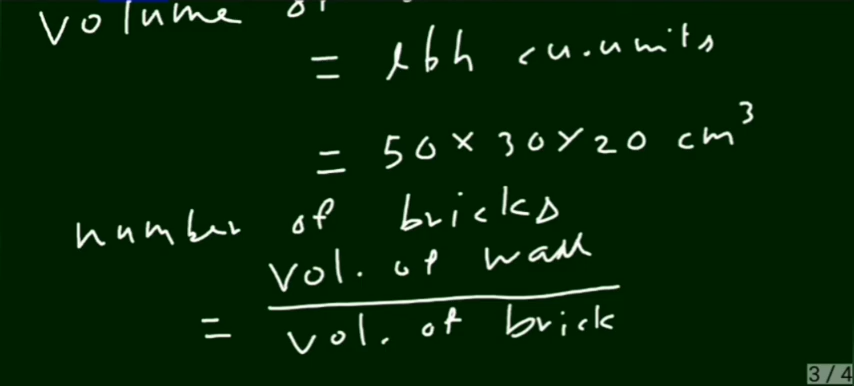 volume of
= lbh cu.units
= 50 × 30 × 20 cm³
number of bricks
= vol. of wall / vol. of brick
3 / 4